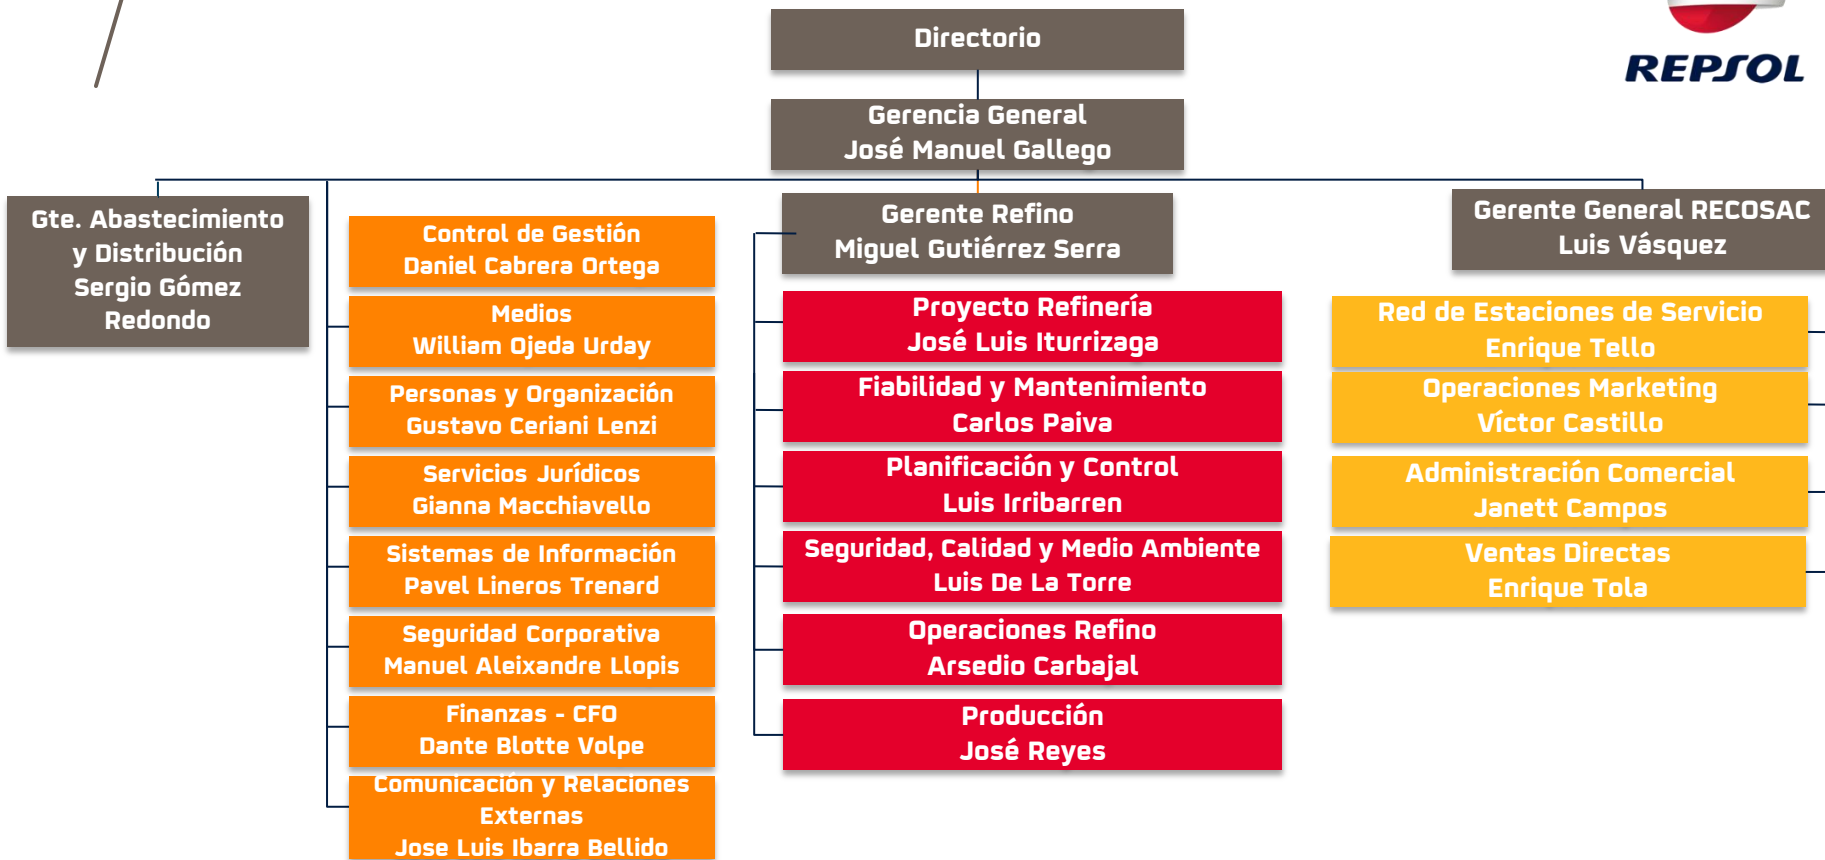 Directorio
REPSOL
Gerencia General
José Manuel Gallego
Gte. Abastecimiento
y Distribución
Sergio Gómez
Redondo
Control de Gestión
Daniel Cabrera Ortega
Medios
William Ojeda Urday
Personas y Organización
Gustavo Ceriani Lenzi
Servicios Jurídicos
Gianna Macchiavello
Sistemas de Información
Pavel Lineros Trenard
Seguridad Corporativa
Manuel Aleixandre Llopis
Finanzas - CFO
Dante Blotte Volpe
Comunicación y Relaciones
Externas
Jose Luis Ibarra Bellido
Gerente Refino
Miguel Gutiérrez Serra
Proyecto Refinería
José Luis Iturrizaga
Fiabilidad y Mantenimiento
Carlos Paiva
Planificación y Control
Luis Irribarren
Seguridad, Calidad y Medio Ambiente
Luis De La Torre
Operaciones Refino
Arsedio Carbajal
Producción
José Reyes
Gerente General RECOSAC
Luis Vásquez
Red de Estaciones de Servicio
Enrique Tello
Operaciones Marketing
Víctor Castillo
Administración Comercial
Janett Campos
Ventas Directas
Enrique Tola